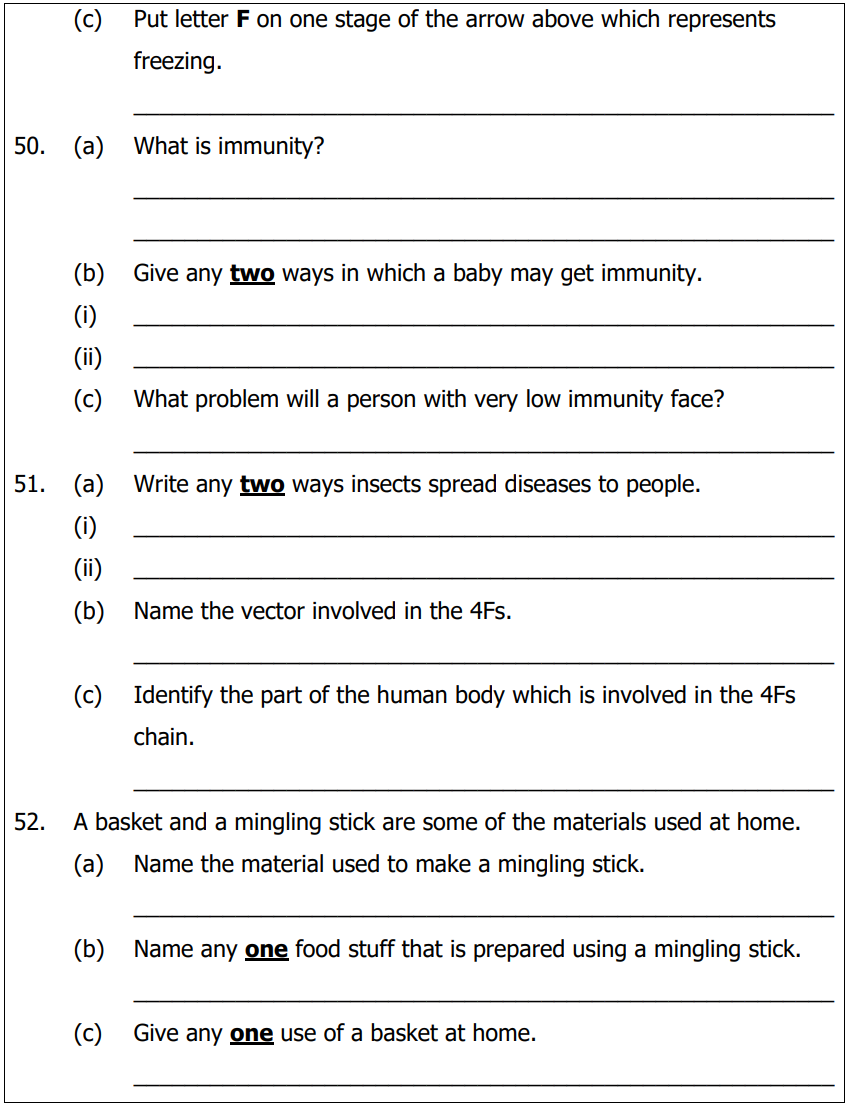 (c) Put letter F on one stage of the arrow above which represents
freezing.
50. (a) What is immunity?
(b) Give any two ways in which a baby may get immunity.
(i)
(ii)
(c) What problem will a person with very low immunity face?
51. (a) Write any two ways insects spread diseases to people.
(i)
(ii)
(b) Name the vector involved in the 4Fs.
(c) Identify the part of the human body which is involved in the 4Fs
chain.
52. A basket and a mingling stick are some of the materials used at home.
(a) Name the material used to make a mingling stick.
(b) Name any one food stuff that is prepared using a mingling stick.
(c) Give any one use of a basket at home.